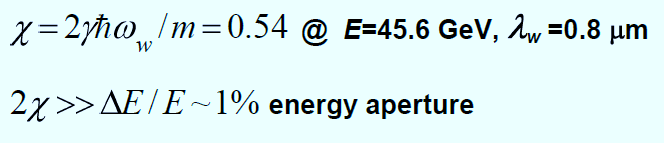 χ = 2γħω_w / m = 0.54 @ E=45.6 GeV, λ_w =0.8 μm
2χ >> ΔE / E ~ 1% energy aperture